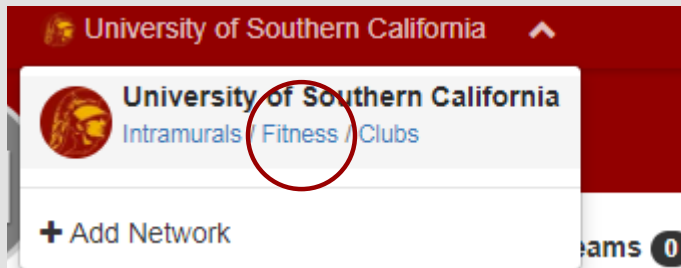 University of Southern California
University of Southern California
Intramurals / Fitness / Clubs
+ Add Network
eams 0